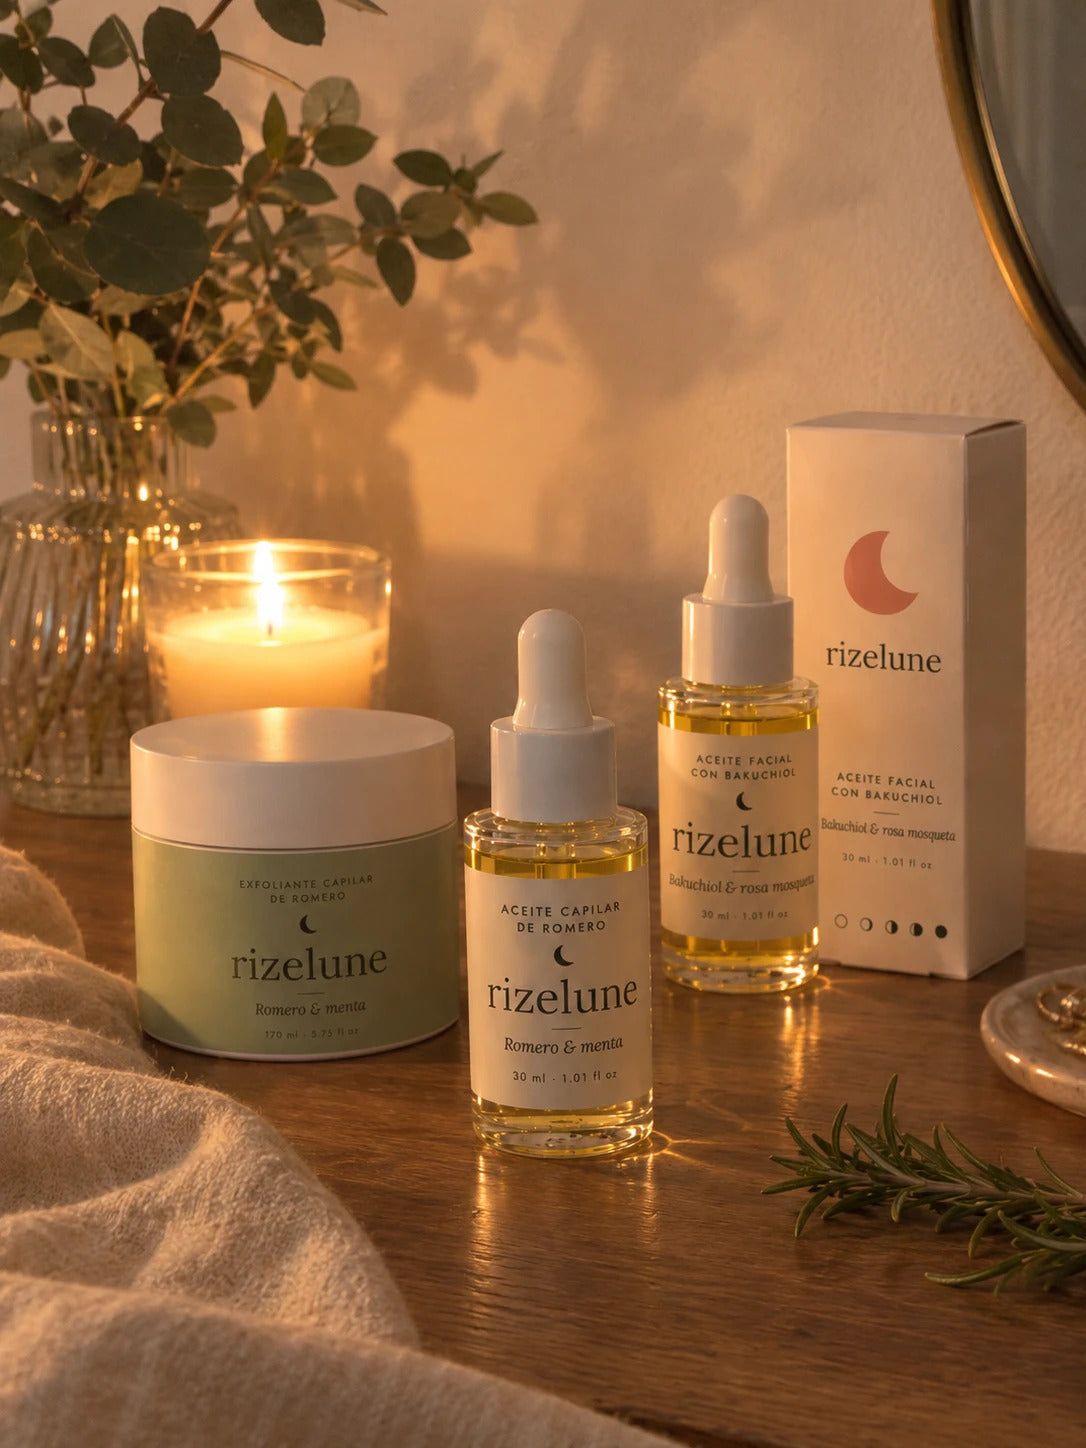 EXFOLIANTE CAPILAR
DE ROMERO
rizelune
Romero & menta
170 ml · 5.75 fl oz
ACEITE CAPILAR
DE ROMERO
rizelune
Romero & menta
30 ml · 1.01 fl oz
ACEITE FACIAL
CON BAKUCHIOL
rizelune
Bakuchiol & rosa mosqueta
30 ml · 1.01 fl oz
rizelune
ACEITE FACIAL
CON BAKUCHIOL
Bakuchiol & rosa mosqueta
30 ml · 1.01 fl oz